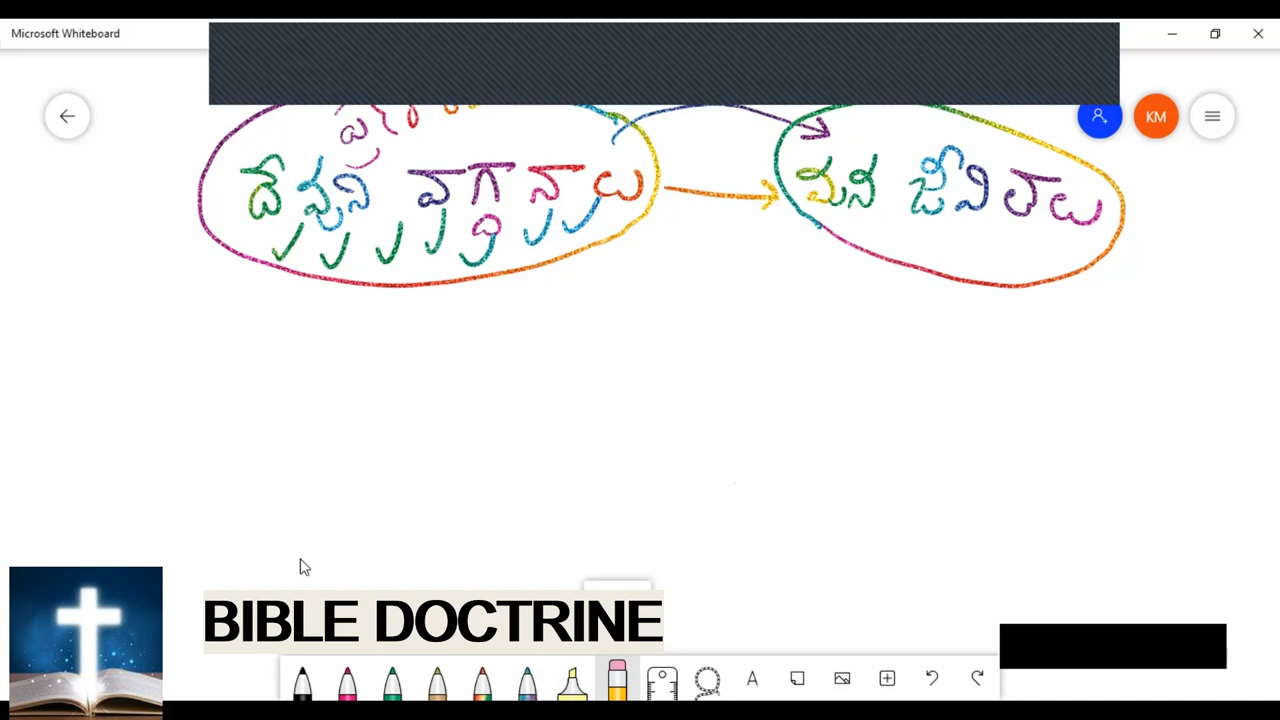 Microsoft Whiteboard
KM
దేవుని వాగ్దానాలు
మన జీవితాలు
BIBLE DOCTRINE
A